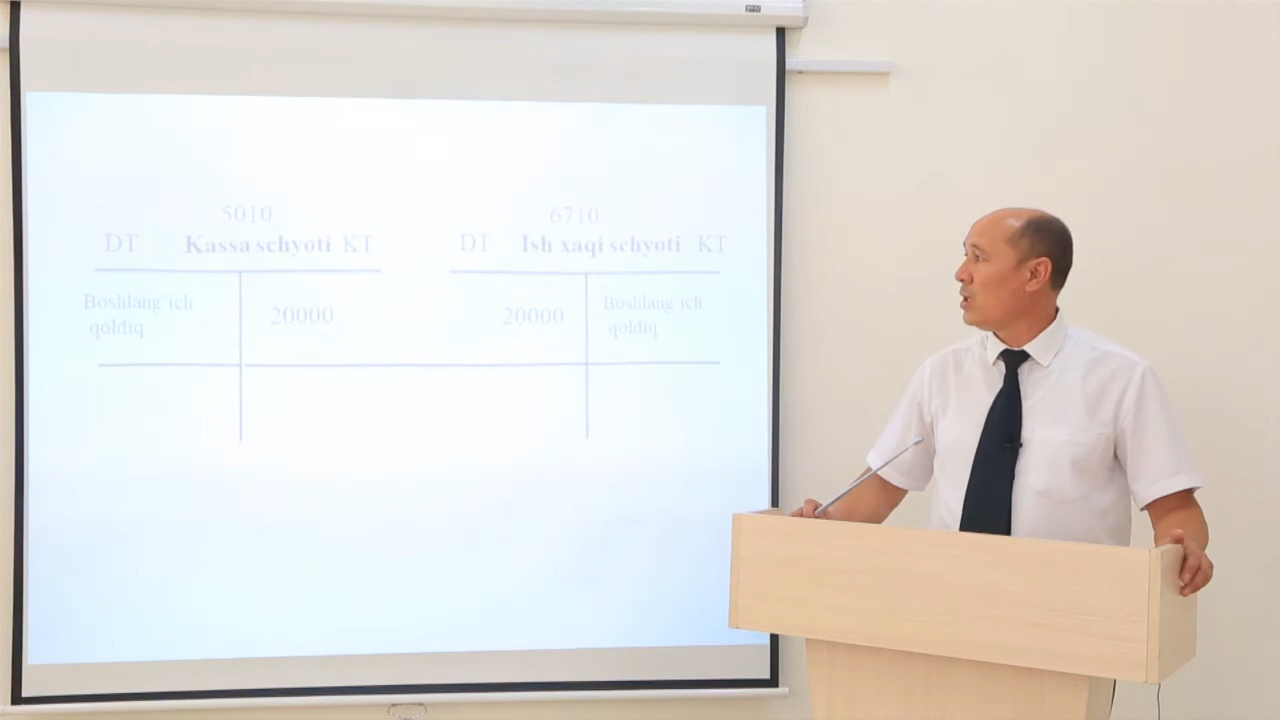 5010
DT Kassa schyoti KT
Boshlang'ich
qoldiq
20000
6710
DT Ish xaqi schyoti KT
20000
Boshlang'ich
qoldiq